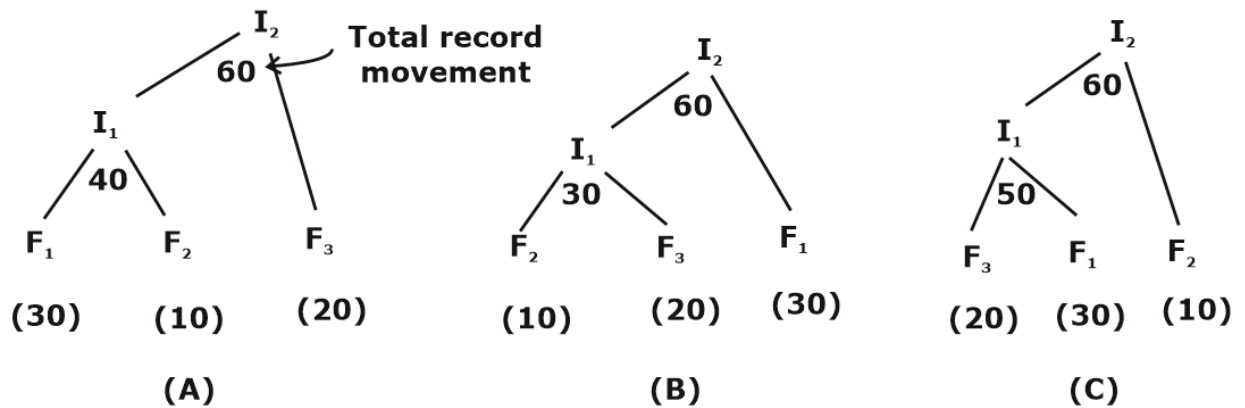 I₂
Total record
movement
60
I₁
40
F₁
F₂
F₃
(30)
(10)
(20)
(A)
I₂
60
I₁
30
F₂
F₃
F₁
(10)
(20)
(30)
(B)
I₂
60
I₁
50
F₃
F₁
F₂
(20)
(30)
(10)
(C)